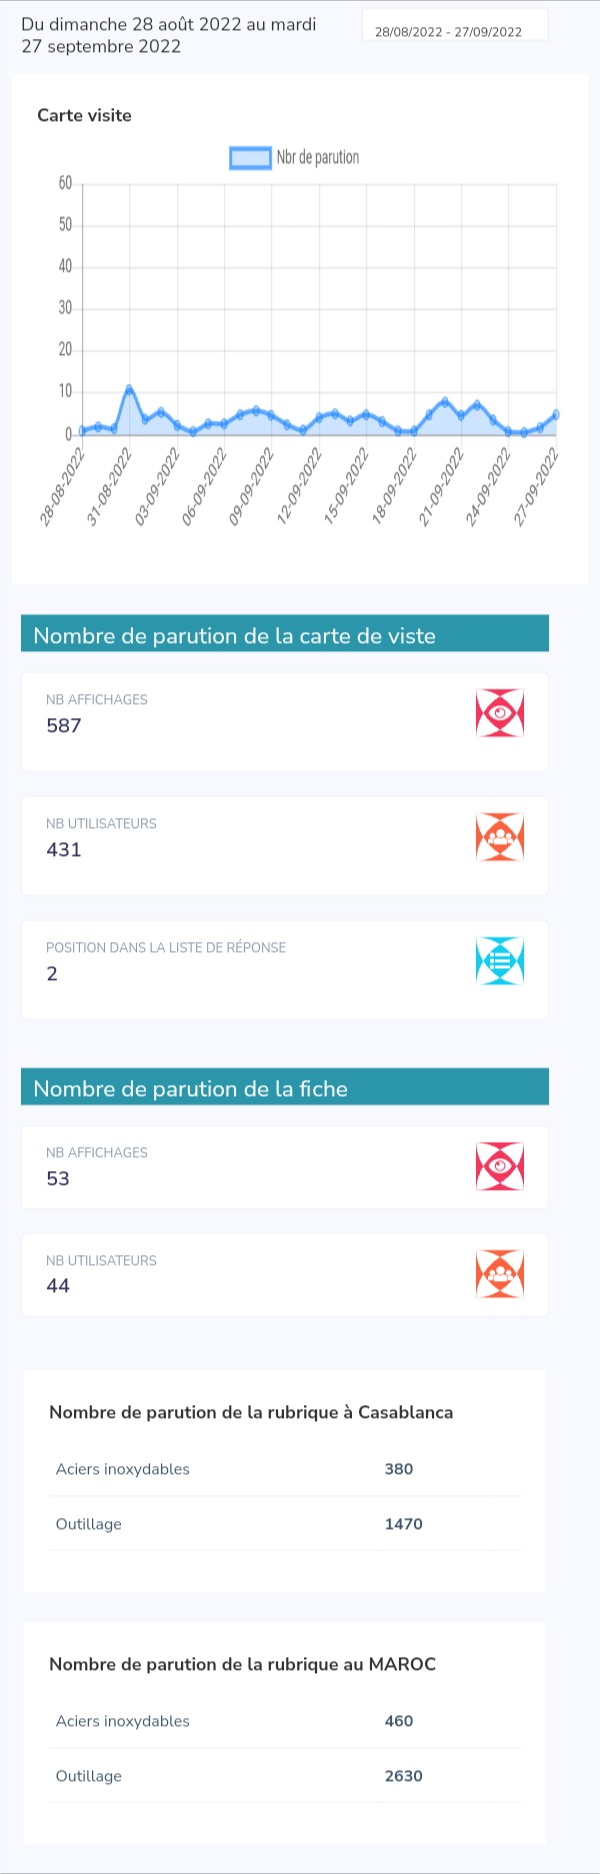 Du dimanche 28 août 2022 au mardi
27 septembre 2022
28/08/2022 - 27/09/2022
Carte visite
Nbr de parution
60
50
40
30
20
10
0
28-08-2022
31-08-2022
03-09-2022
06-09-2022
09-09-2022
12-09-2022
15-09-2022
18-09-2022
21-09-2022
24-09-2022
27-09-2022
Nombre de parution de la carte de viste
NB AFFICHAGES
587
NB UTILISATEURS
431
POSITION DANS LA LISTE DE RÉPONSE
2
Nombre de parution de la fiche
NB AFFICHAGES
53
NB UTILISATEURS
44
Nombre de parution de la rubrique à Casablanca
Aciers inoxydables 380
Outillage 1470
Nombre de parution de la rubrique au MAROC
Aciers inoxydables 460
Outillage 2630